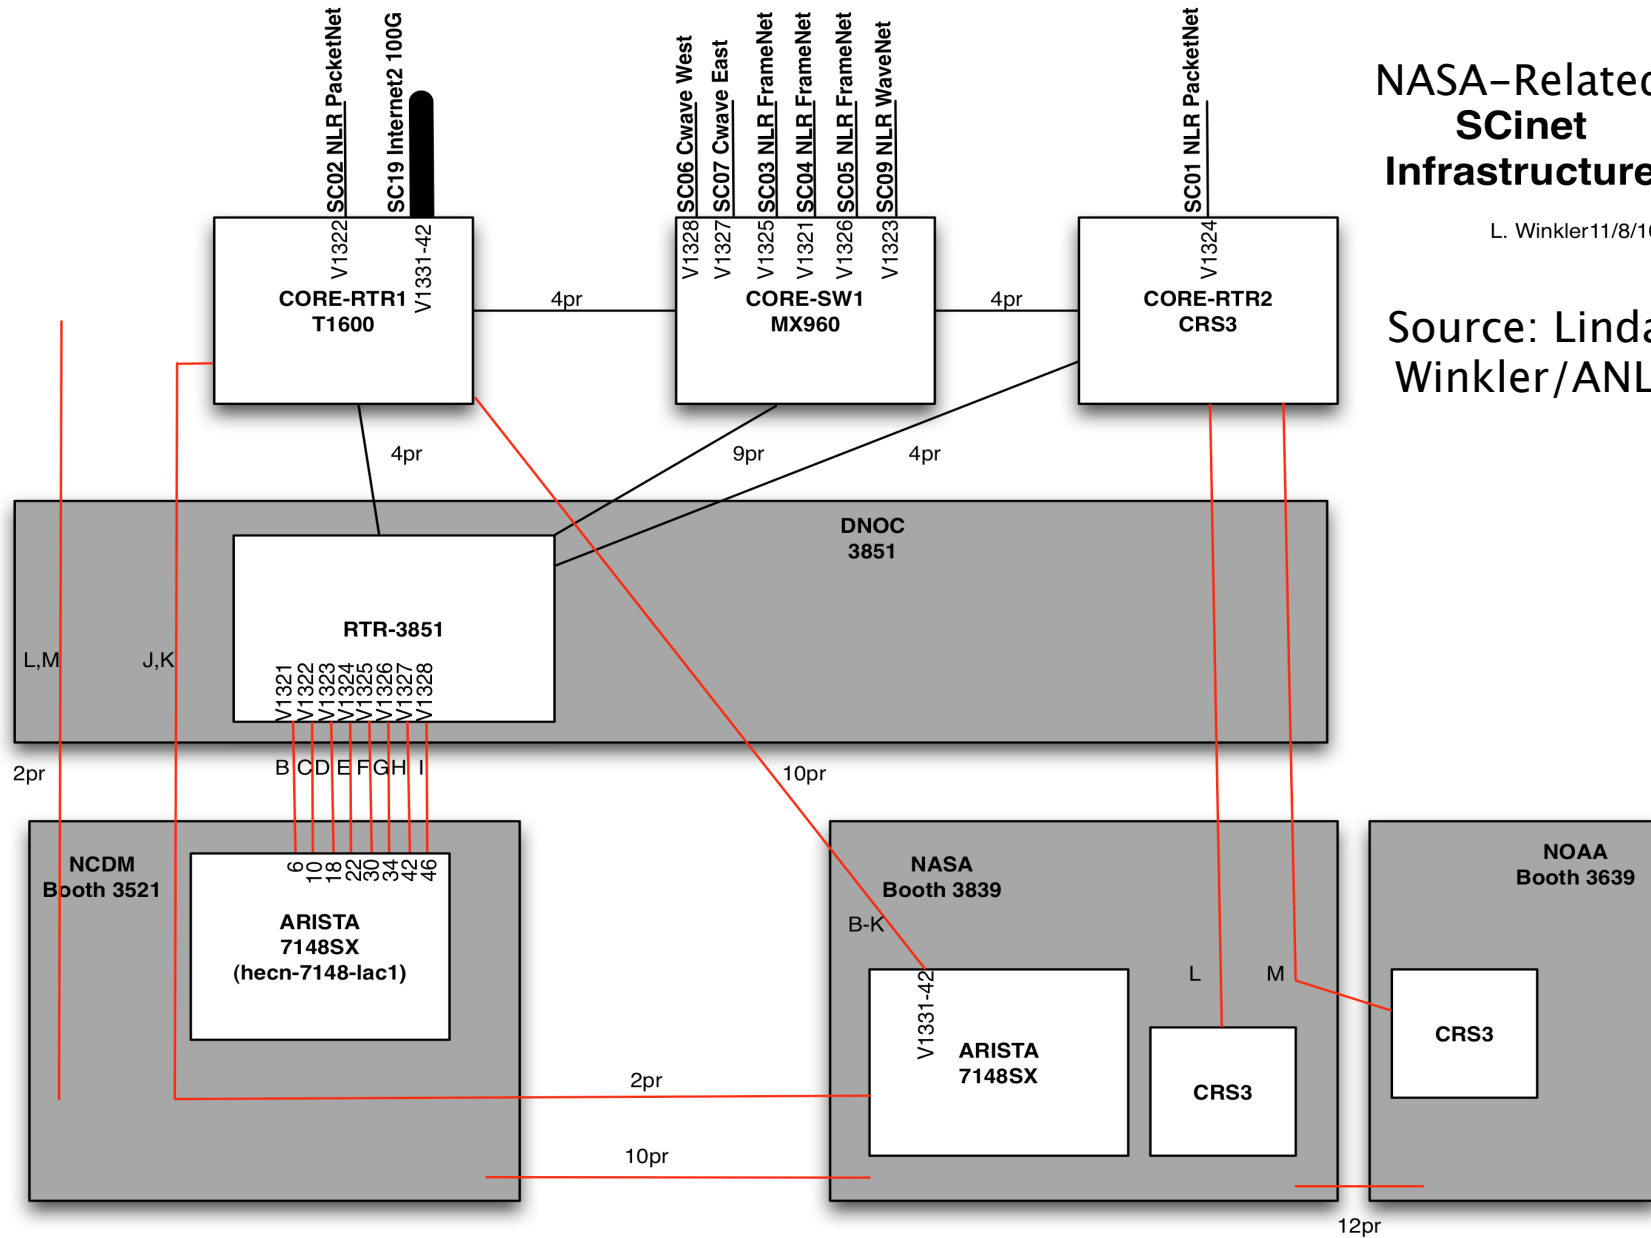 SC02 NLR PacketNet
SC19 Internet2 100G
SC06 Cwave West
SC07 Cwave East
SC03 NLR FrameNet
SC04 NLR FrameNet
SC05 NLR FrameNet
SC09 WaveNet
SC01 NLR PacketNet
NASA-Related
SCinet
Infrastructure
L. Winkler11/8/10
Source: Linda
Winkler/ANL
V1322
V1331-42
CORE-RTR1
T1600
4pr
V1328
V1327
V1325
V1321
V1326
V1323
CORE-SW1
MX960
4pr
V1324
CORE-RTR2
CRS3
4pr
9pr
4pr
DNOC
3851
RTR-3851
L,M
J,K
V1321
V1322
V1323
V1324
V1325
V1326
V1327
V1328
2pr
B
C
D
E
F
G
H
I
10pr
NCDM
Booth 3521
6
10
18
22
30
34
42
46
ARISTA
7148SX
(hecn-7148-lac1)
NASA
Booth 3839
B-K
V1331-42
ARISTA
7148SX
L
M
CRS3
NOAA
Booth 3639
CRS3
2pr
10pr
12pr